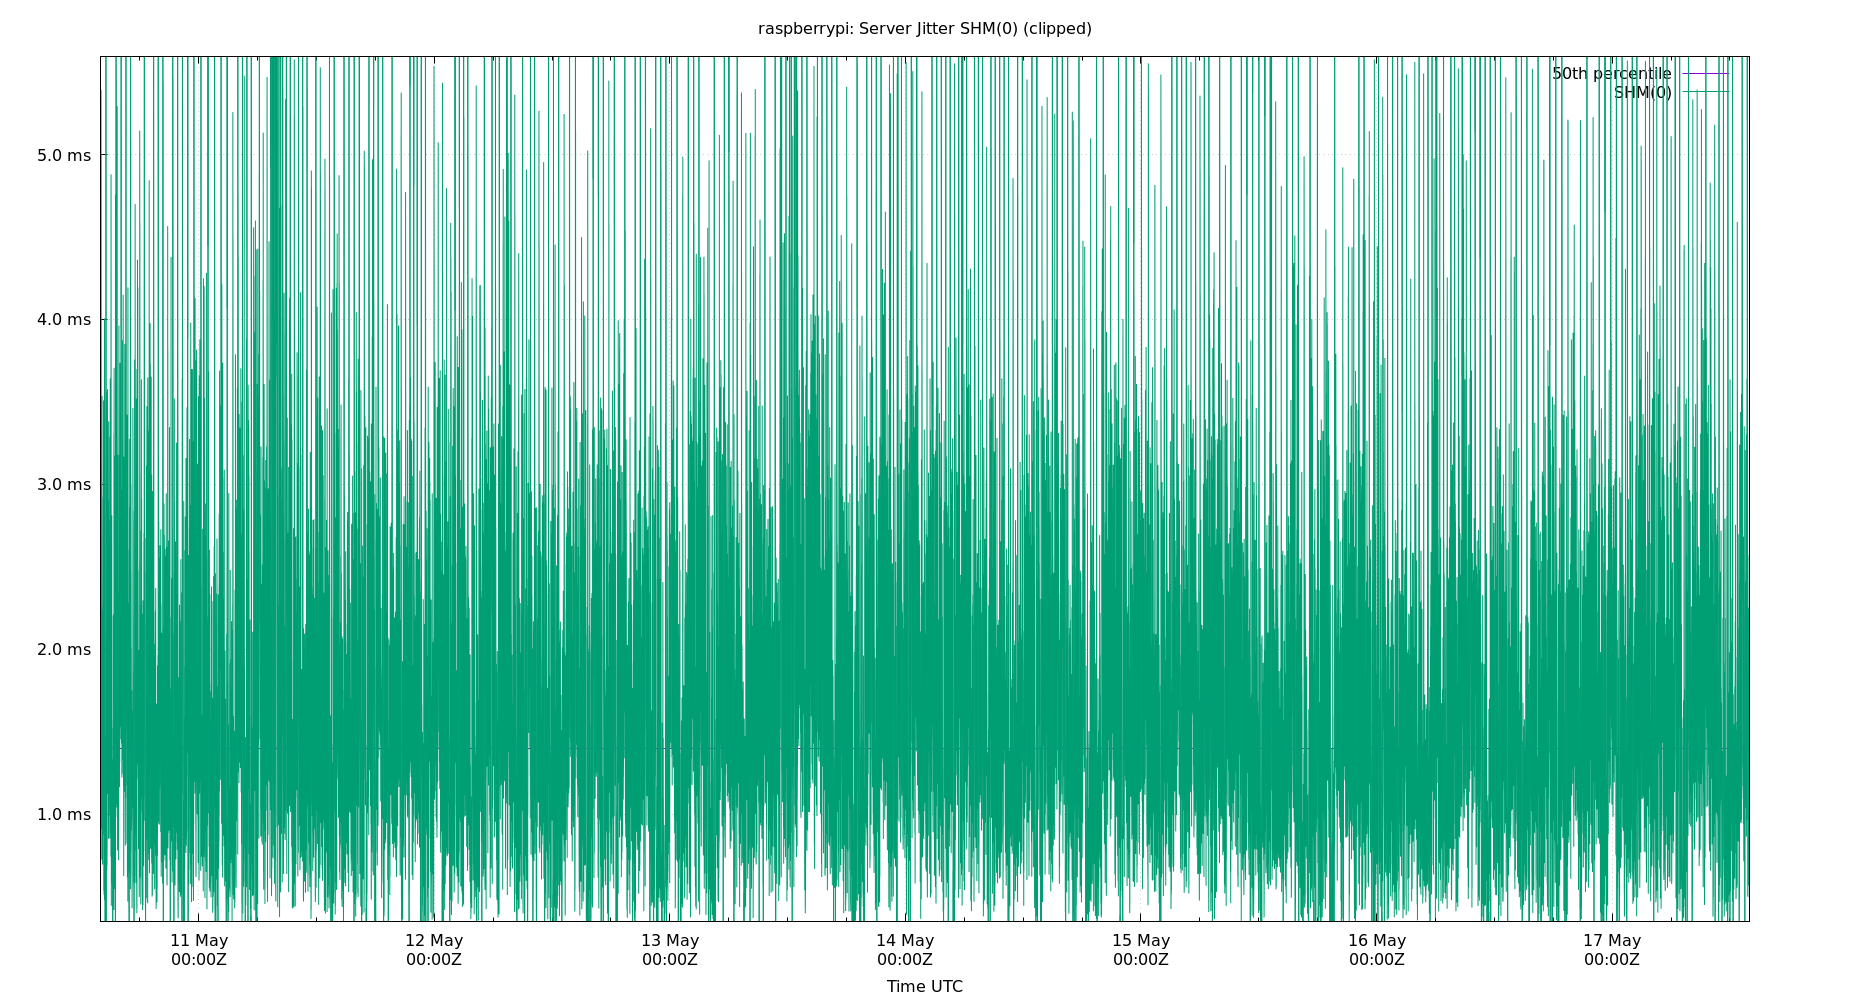 raspberrypi: Server Jitter SHM(0) (clipped)
50th percentile
SHM(0)
5.0 ms
4.0 ms
3.0 ms
2.0 ms
1.0 ms
11 May 12 May 13 May 14 May 15 May 16 May 17 May
00:00Z 00:00Z 00:00Z 00:00Z 00:00Z 00:00Z 00:00Z
Time UTC